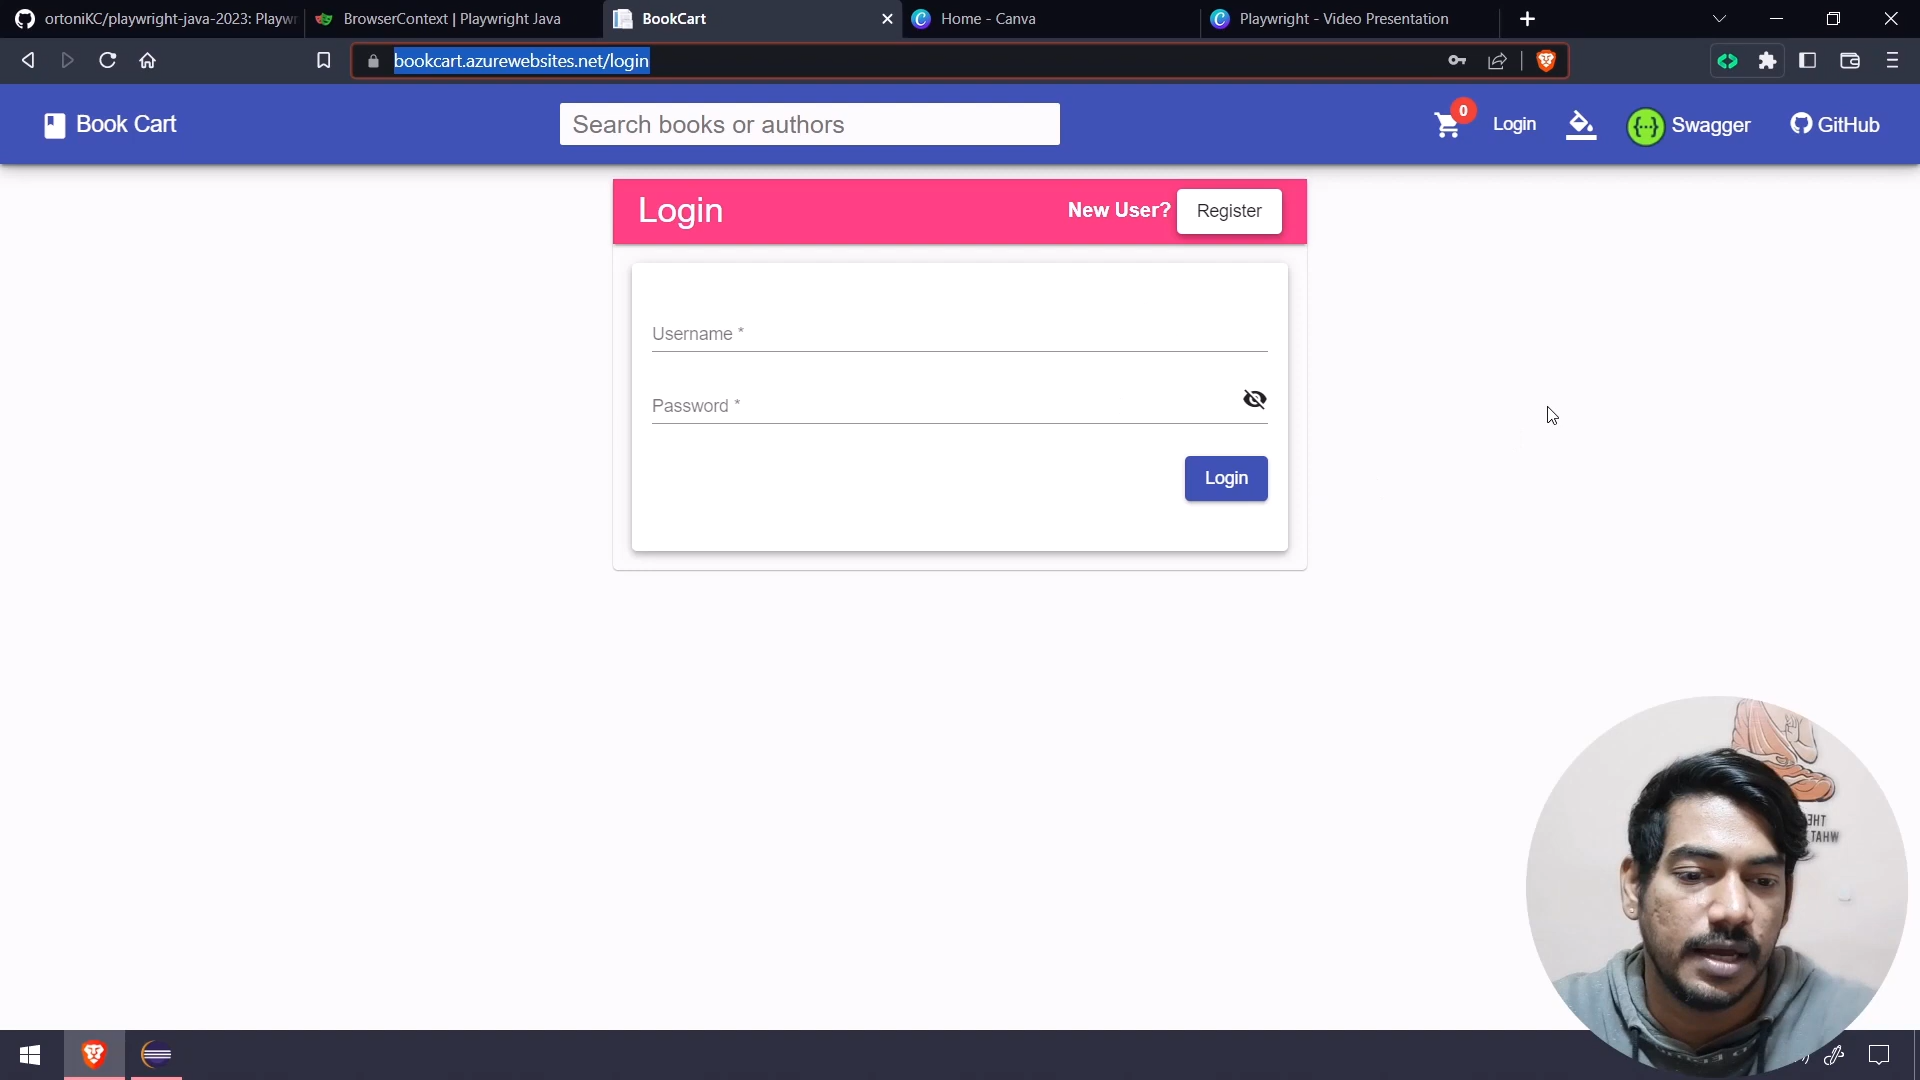 ortoniKC/playwright-java-2023: Playwr
BrowserContext | Playwright Java
BookCart
Home - Canva
Playwright - Video Presentation
bookcart.azurewebsites.net/login
Book Cart
Search books or authors
0
Login
Swagger
GitHub
Login
New User?
Register
Username *
Password *
Login